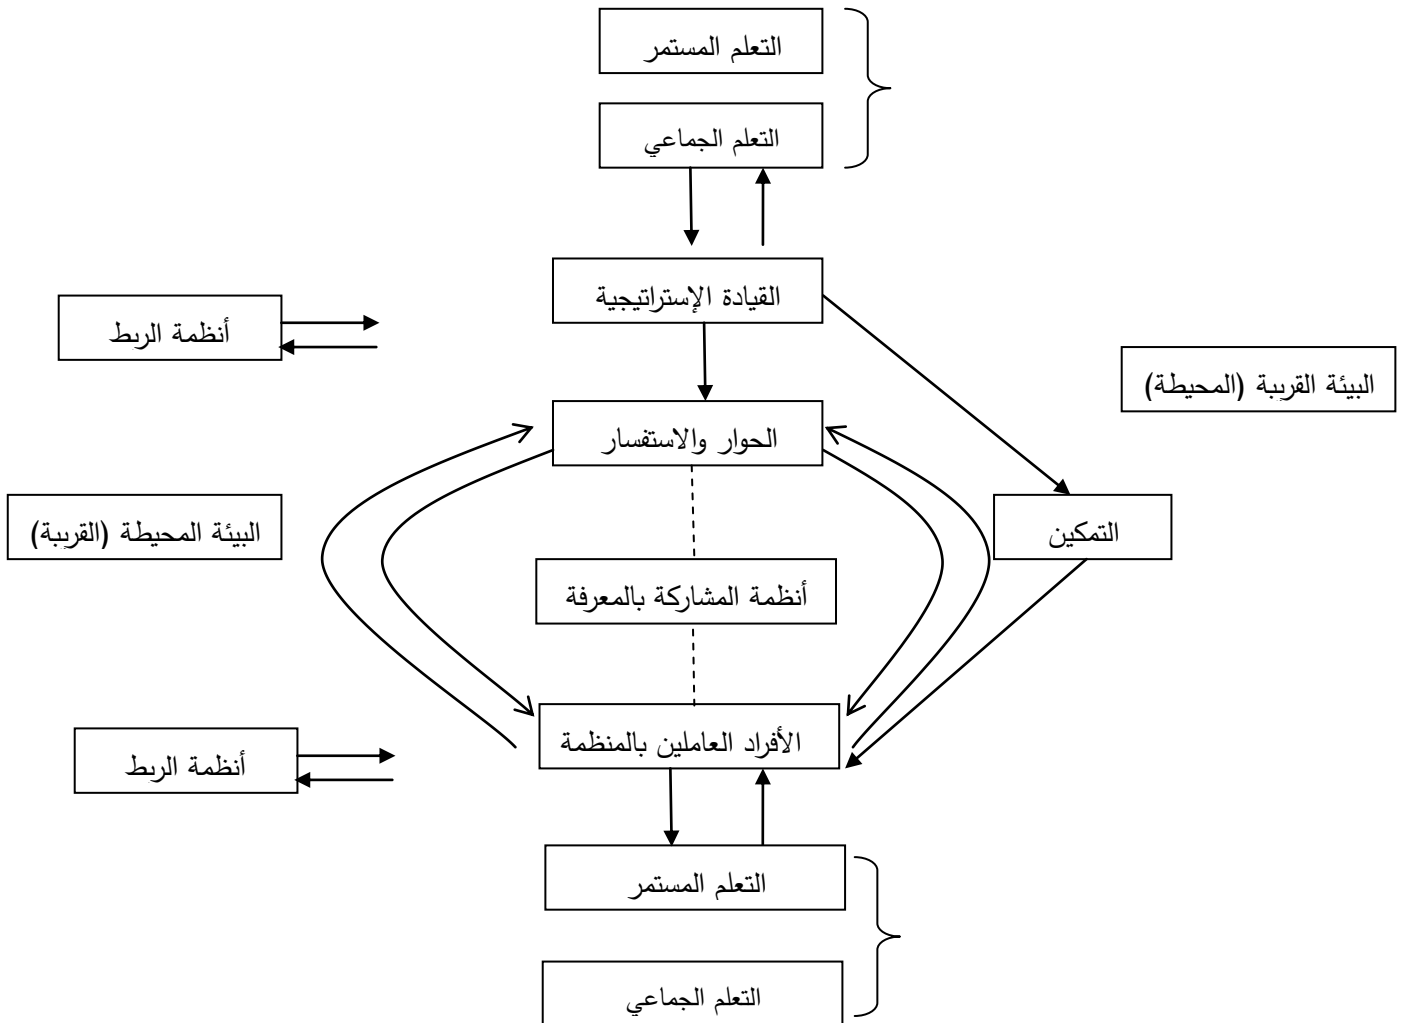 التعلم المستمر
التعلم الجماعي
القيادة الإستراتيجية
أنظمة الربط
البيئة القريبة (المحيطة)
الحوار والاستفسار
التمكين
البيئة المحيطة (القريبة)
أنظمة المشاركة بالمعرفة
الأفراد العاملين بالمنظمة
أنظمة الربط
التعلم المستمر
التعلم الجماعي